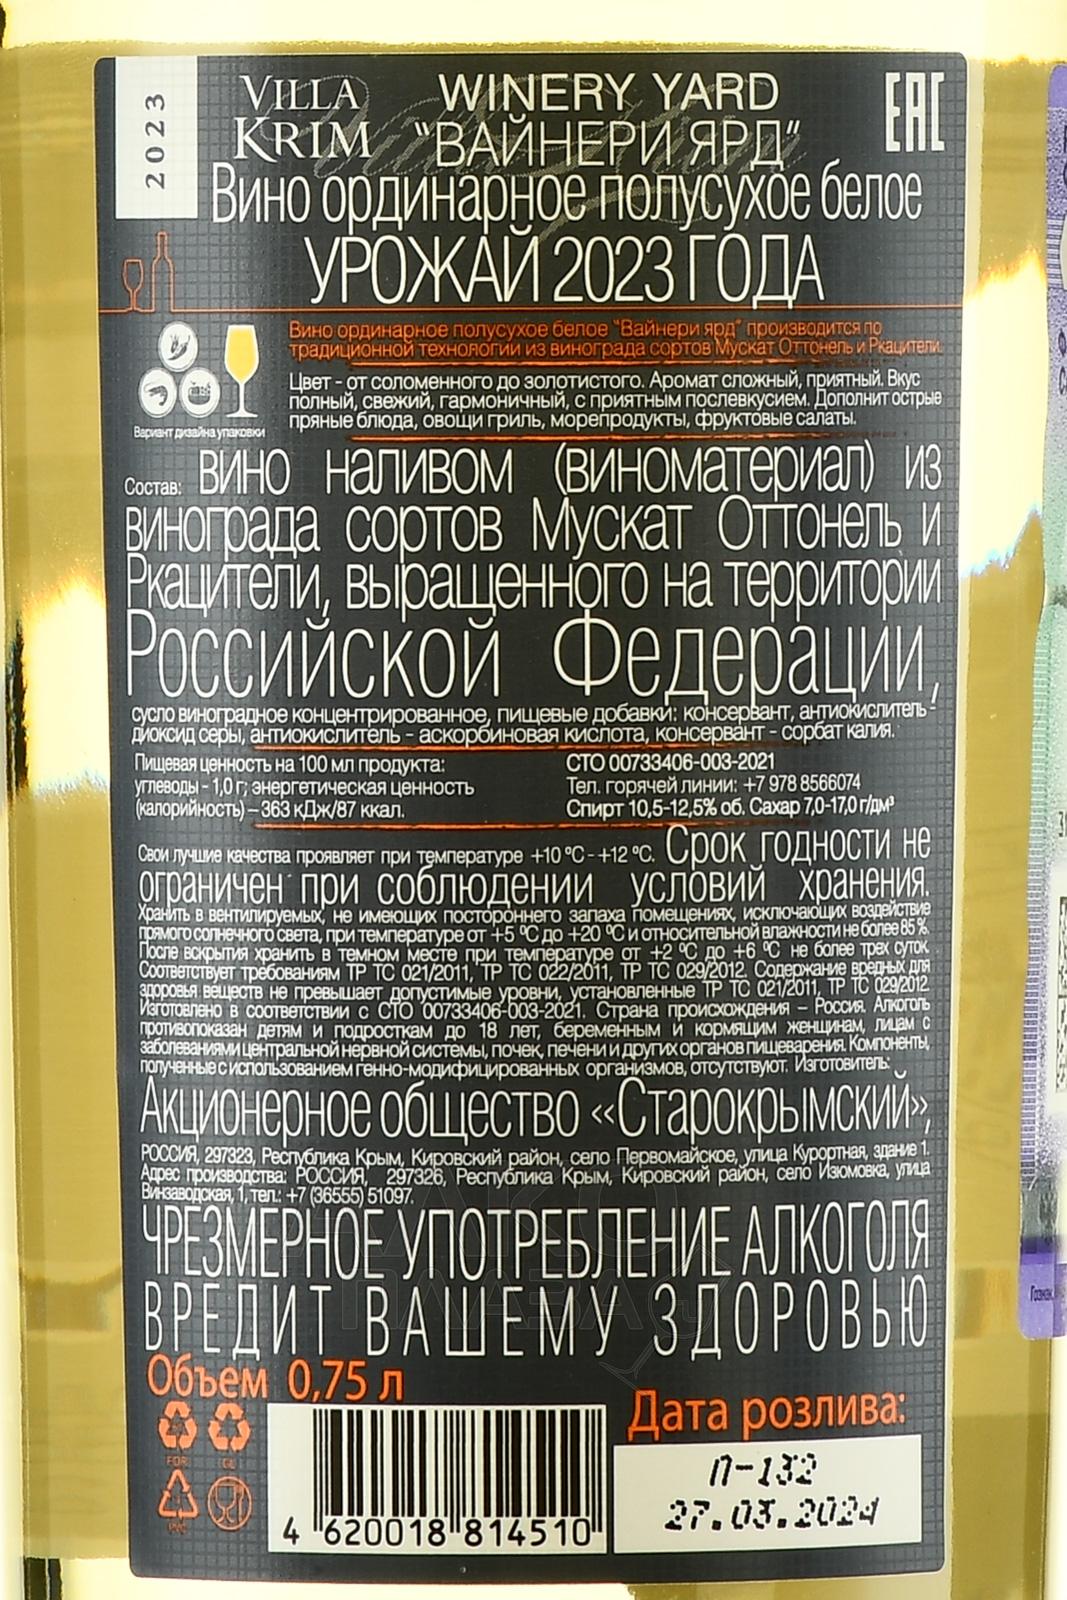 2023
VILLA
KRIM
WINERY YARD
"ВАЙНЕРИ ЯРД"
EAC
Вино ординарное полусухое белое
УРОЖАЙ 2023 ГОДА
Вино ординарное полусухое белое "Вайнери ярд" производится по
традиционной технологии из винограда сортов Мускат Оттонель и Ркацители.
Цвет - от соломенного до золотистого. Аромат сложный, приятный. Вкус
полный, свежий, гармоничный, с приятным послевкусием. Дополнит острые
пряные блюда, овощи гриль, морепродукты, фруктовые салаты.
Вариант дизайна упаковки
Состав: вино наливом (виноматериал) из
винограда сортов Мускат Оттонель и
Ркацители, выращенного на территории
Российской Федерации,
сусло виноградное концентрированное, пищевые добавки: консервант, антиокислитель -
диоксид серы, антиокислитель - аскорбиновая кислота, консервант - сорбат калия.
Пищевая ценность на 100 мл продукта:
углеводы - 1,0 г; энергетическая ценность
(калорийность) – 363 кДж/87 ккал.
СТО 00733406-003-2021
Тел. горячей линии: +7 978 8566074
Спирт 10,5-12,5% об. Сахар 7,0-17,0 г/дм³
Свои лучшие качества проявляет при температуре +10 °С - +12 °С. Срок годности не
ограничен при соблюдении условий хранения.
Хранить в вентилируемых, не имеющих постороннего запаха помещениях, исключающих воздействие
прямого солнечного света, при температуре от +5 °С до +20 °С и относительной влажности не более 85 %.
После вскрытия хранить в темном месте при температуре от +2 °С до +6 °С не более трех суток.
Соответствует требованиям ТР ТС 021/2011, ТР ТС 022/2011, ТР ТС 029/2012. Содержание вредных для
здоровья веществ не превышает допустимые уровни, установленные ТР ТС 021/2011, ТР ТС 029/2012.
Изготовлено в соответствии с СТО 00733406-003-2021. Страна происхождения – Россия. Алкоголь
противопоказан детям и подросткам до 18 лет, беременным и кормящим женщинам, лицам с
заболеваниями центральной нервной системы, почек, печени и других органов пищеварения. Компоненты,
полученные с использованием генно-модифицированных организмов, отсутствуют. Изготовитель:
Акционерное общество «Старокрымский»,
РОССИЯ, 297323, Республика Крым, Кировский район, село Первомайское, улица Курортная, здание 1.
Адрес производства: РОССИЯ, 297326, Республика Крым, Кировский район, село Изюмовка, улица
Винзаводская, 1, тел.: +7 (36555) 51097.
ЧРЕЗМЕРНОЕ УПОТРЕБЛЕНИЕ АЛКОГОЛЯ
ВРЕДИТ ВАШЕМУ ЗДОРОВЬЮ
Объем 0,75 л
Дата розлива:
FOR
GL
PVC
4 620018 814510
Л-132
27.03.2024